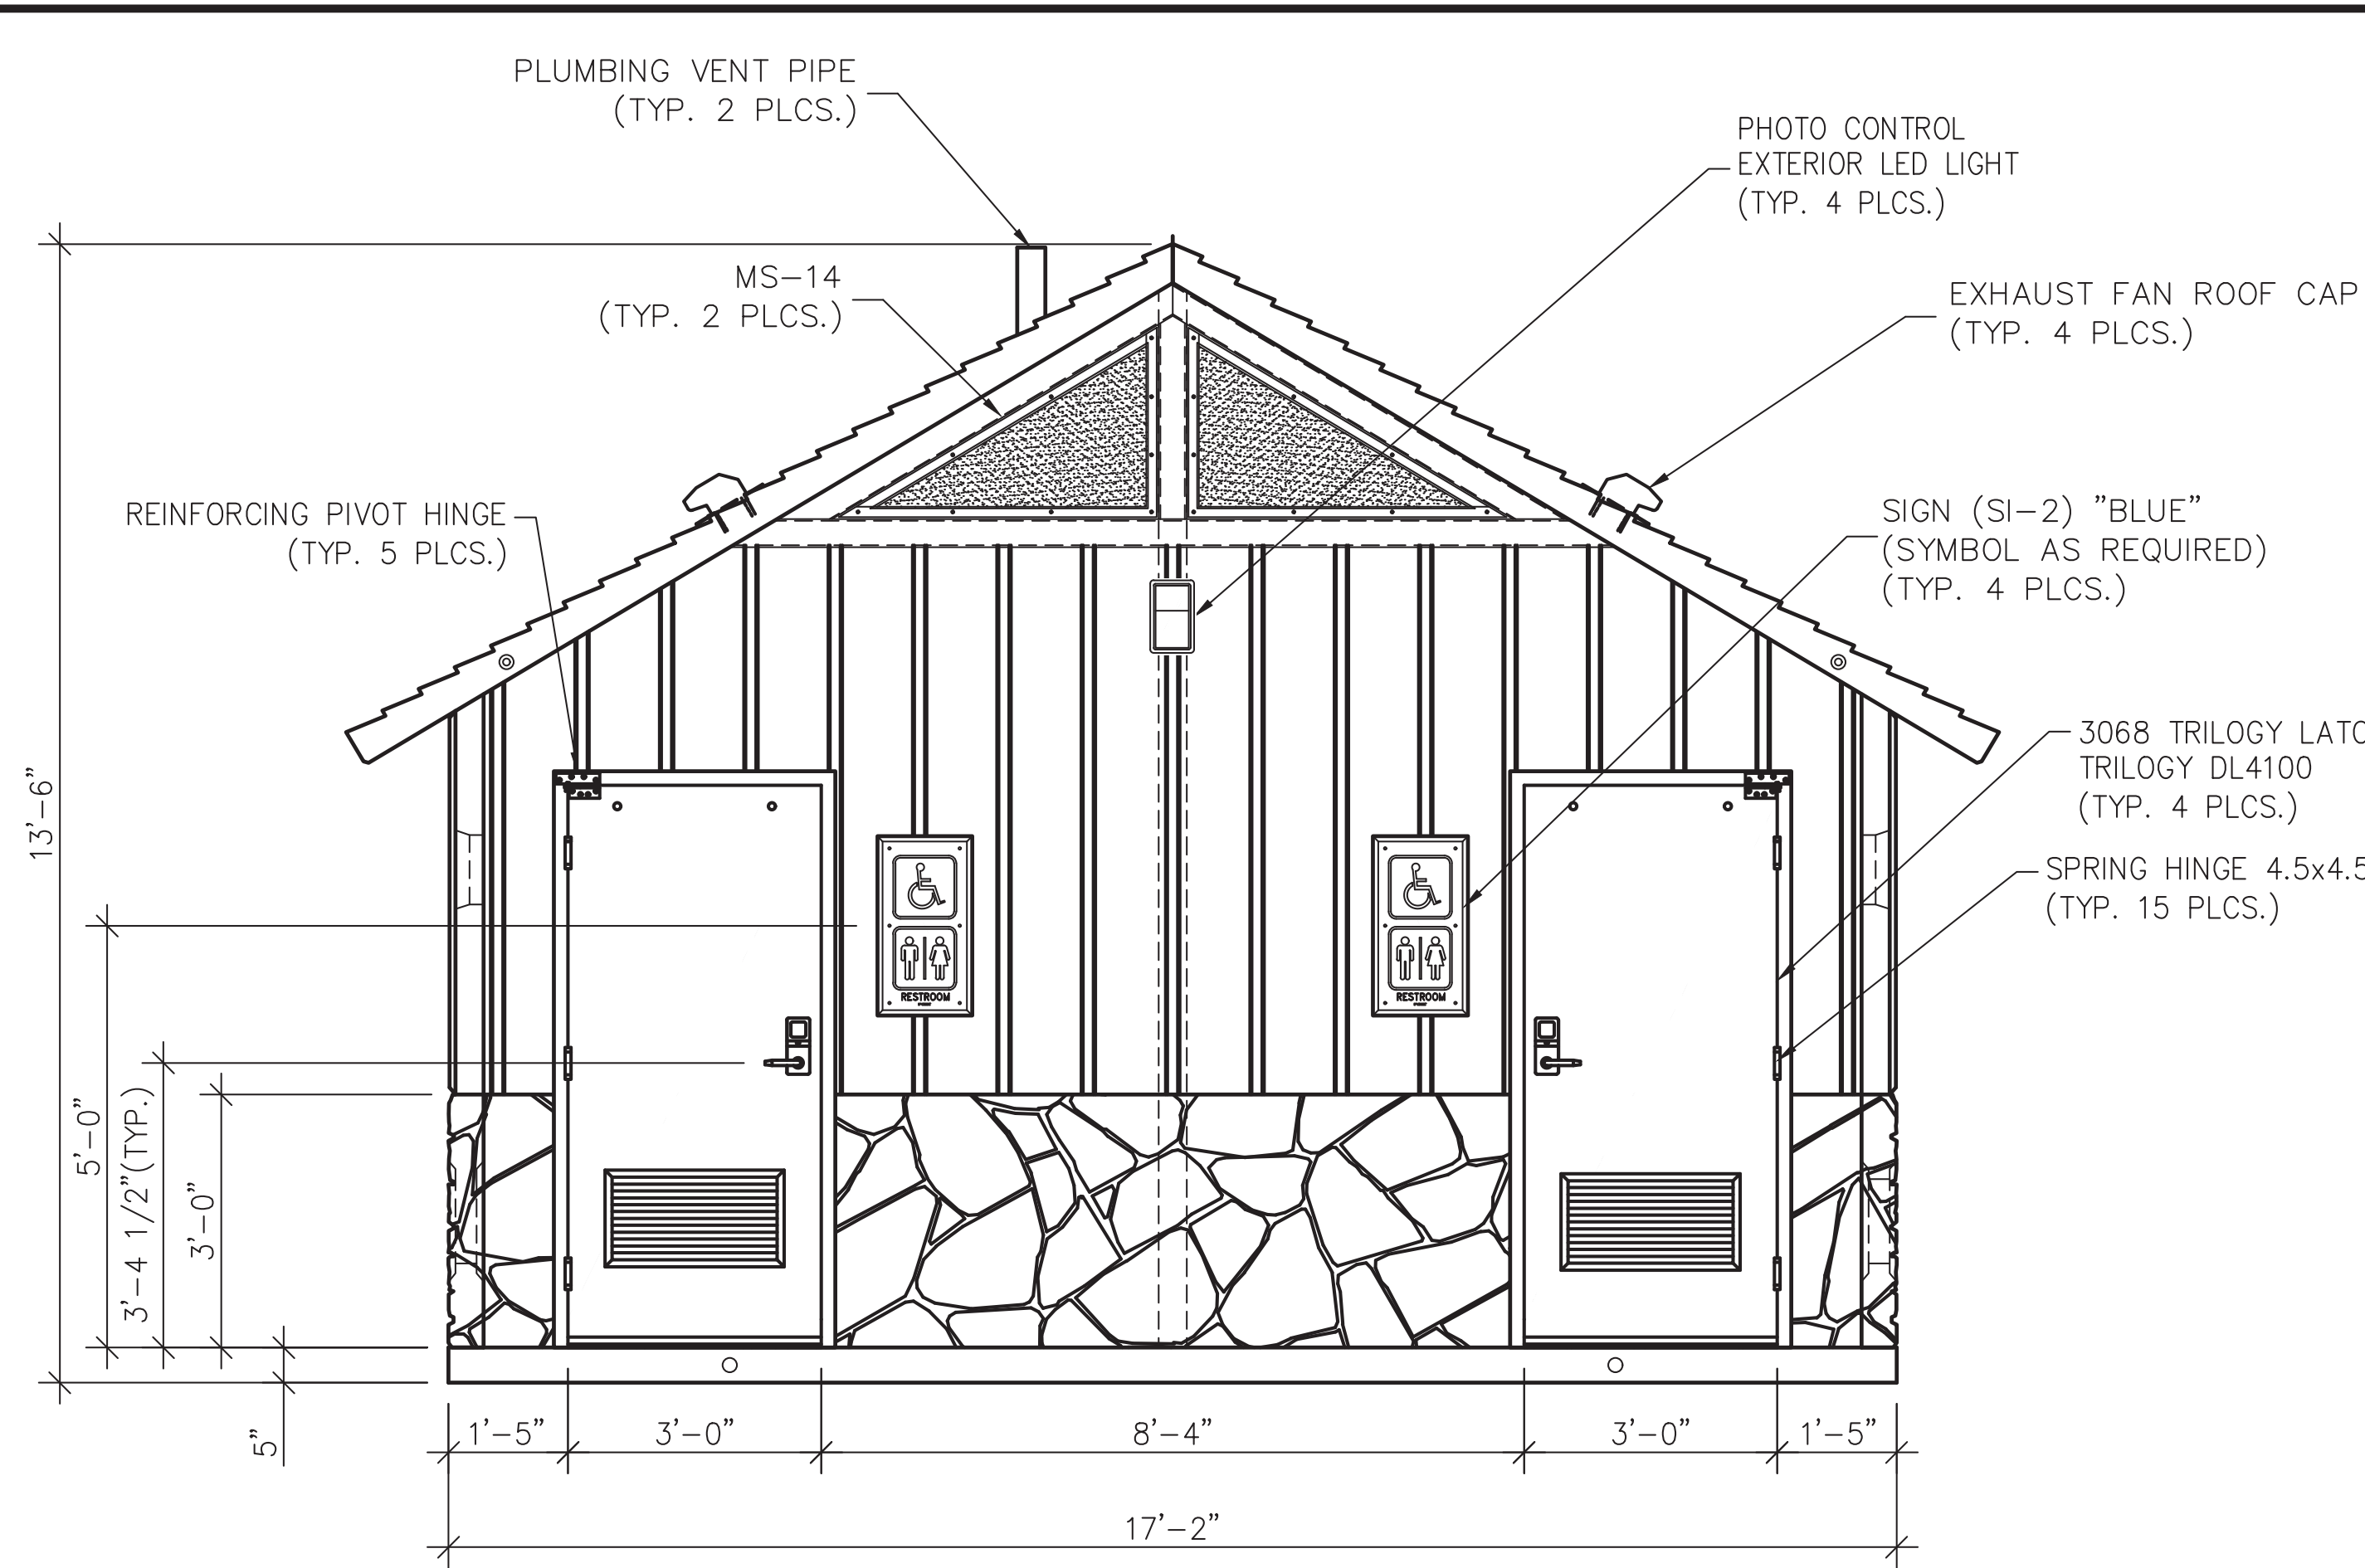 PLUMBING VENT PIPE
(TYP. 2 PLCS.)
PHOTO CONTROL
EXTERIOR LED LIGHT
(TYP. 4 PLCS.)
MS-14
(TYP. 2 PLCS.)
EXHAUST FAN ROOF CAP
(TYP. 4 PLCS.)
REINFORCING PIVOT HINGE
(TYP. 5 PLCS.)
SIGN (SI-2) "BLUE"
(SYMBOL AS REQUIRED)
(TYP. 4 PLCS.)
3068 TRILOGY LATC
TRILOGY DL4100
(TYP. 4 PLCS.)
SPRING HINGE 4.5x4.5
(TYP. 15 PLCS.)
RESTROOM
RESTROOM
13'-6"
5'-0"
3'-4 1/2"(TYP.)
3'-0"
5"
1'-5"
3'-0"
8'-4"
3'-0"
1'-5"
17'-2"